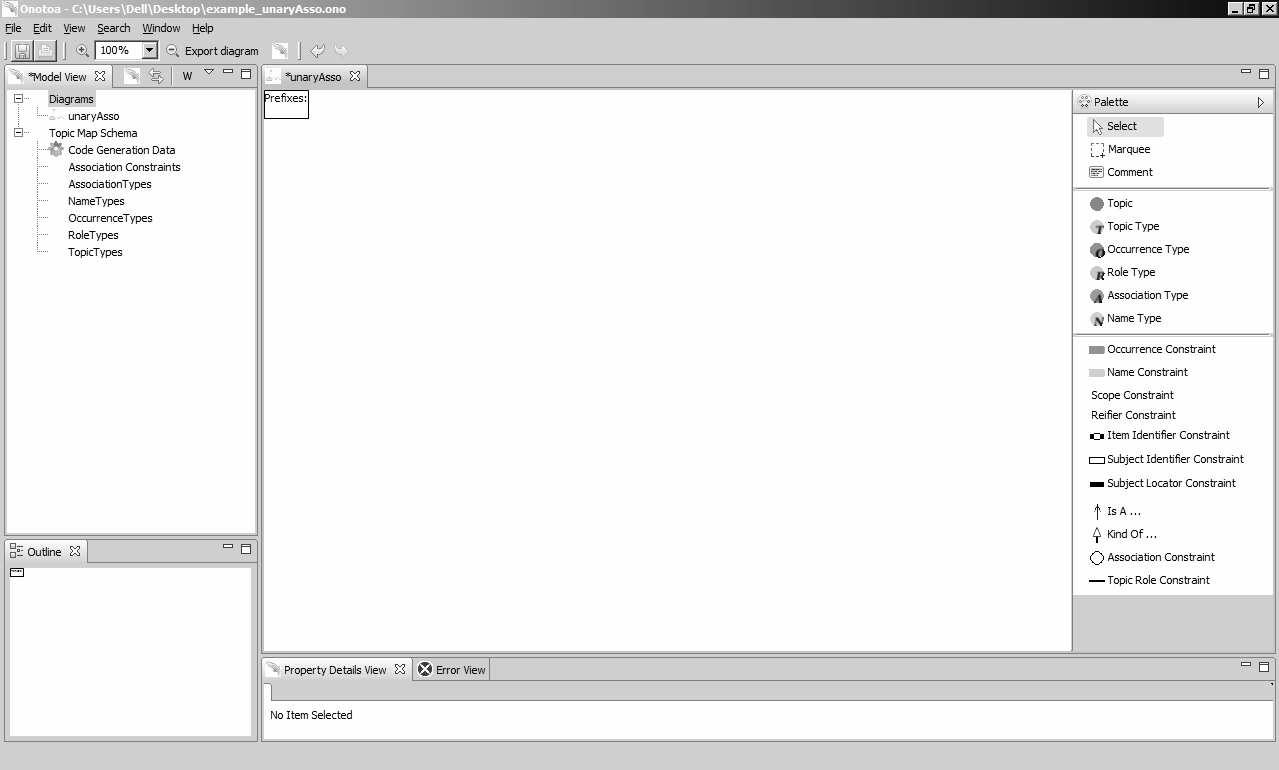 Onotoa - C:\Users\Dell\Desktop\example_unaryAsso.ono
File Edit View Search Window Help
100% Export diagram
*Model View W
Diagrams
unaryAsso
Topic Map Schema
Code Generation Data
Association Constraints
AssociationTypes
NameTypes
OccurrenceTypes
RoleTypes
TopicTypes
Outline
*unaryAsso
Prefixes:
Palette
Select
Marquee
Comment
Topic
T Topic Type
O Occurrence Type
R Role Type
A Association Type
N Name Type
Occurrence Constraint
Name Constraint
Scope Constraint
Reifier Constraint
Item Identifier Constraint
Subject Identifier Constraint
Subject Locator Constraint
Is A ...
Kind Of ...
Association Constraint
Topic Role Constraint
Property Details View Error View
No Item Selected